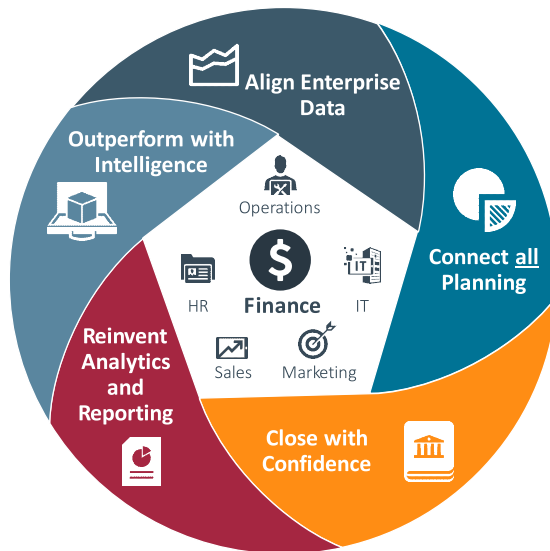 Align Enterprise
Data
Outperform with
Intelligence
Operations
Connect all
Planning
HR
$
Finance
IT
IT
Sales
Marketing
Reinvent
Analytics
and
Reporting
Close with
Confidence